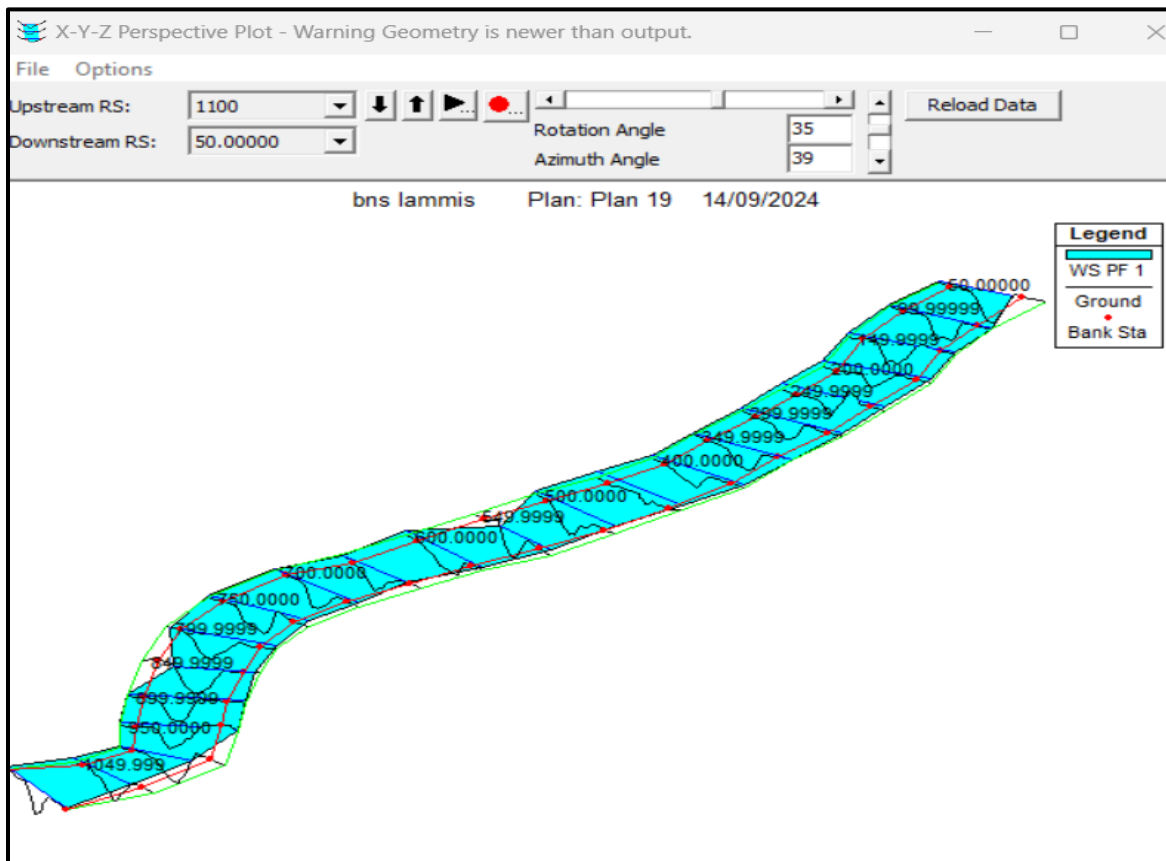 X-Y-Z Perspective Plot - Warning Geometry is newer than output.
File Options
Upstream RS: 1100
Downstream RS: 50.00000
Rotation Angle 35
Azimuth Angle 39
Reload Data
bns lammis Plan: Plan 19 14/09/2024
Legend
WS PF 1
Ground
Bank Sta
50.00000
99.99999
149.9999
200.0000
249.9999
299.9999
349.9999
400.0000
500.0000
549.9999
600.0000
700.0000
750.0000
799.9999
849.9999
899.9999
950.0000
1049.999